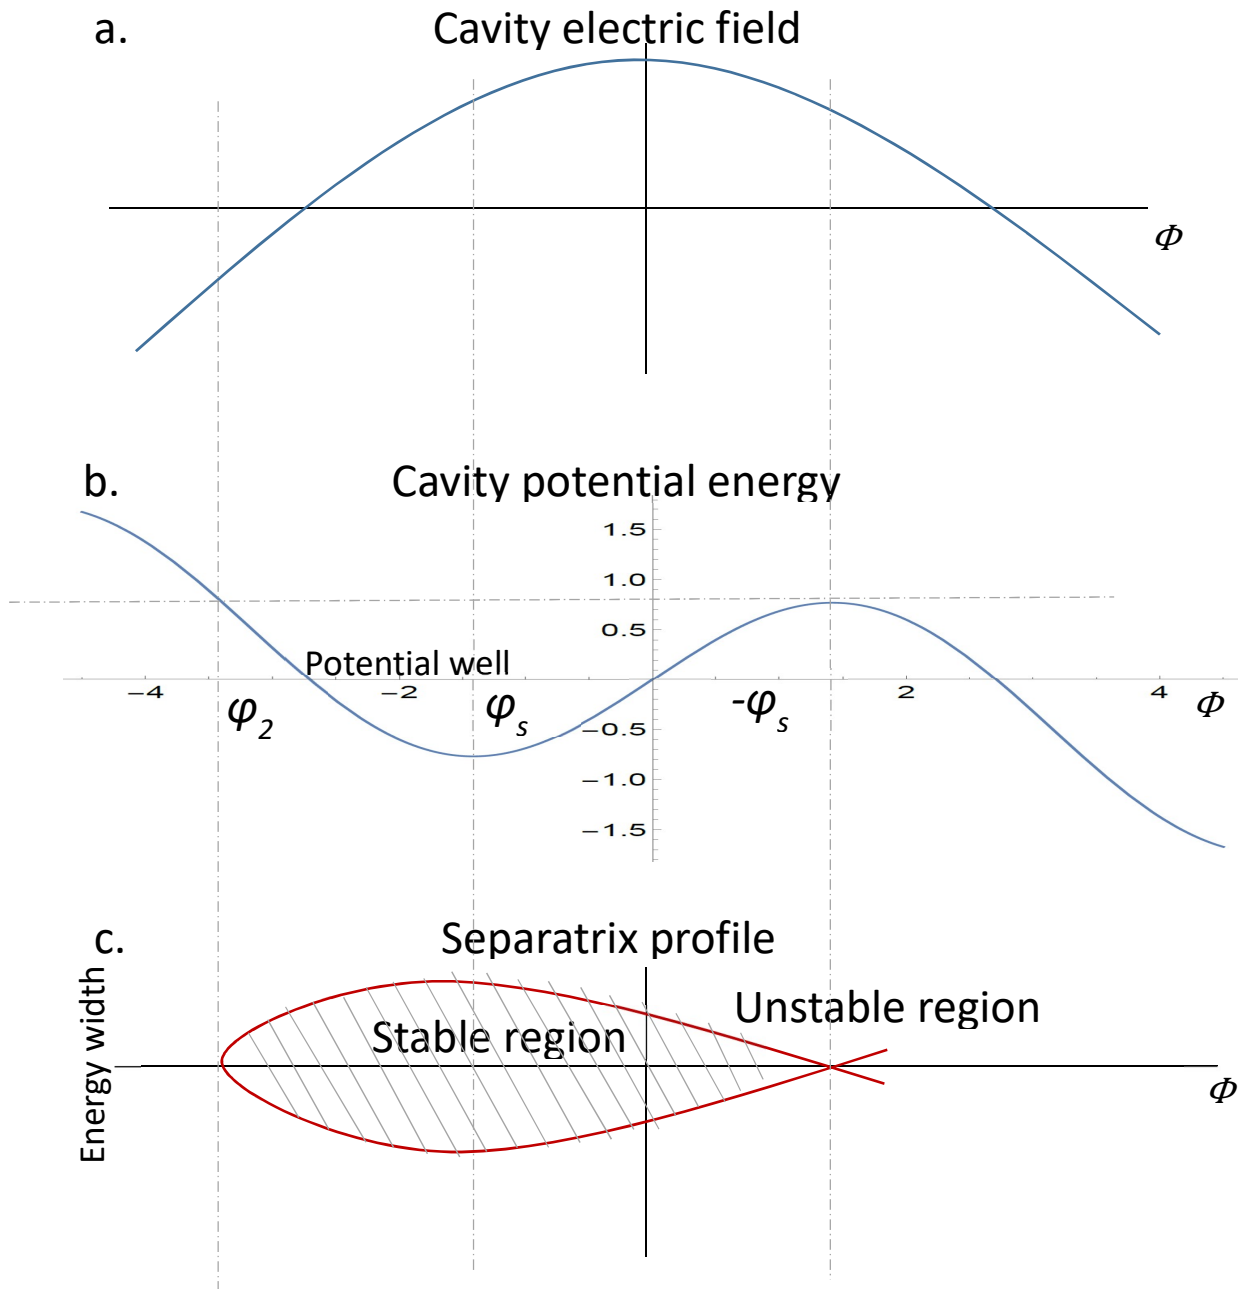 a.
Cavity electric field
Φ
b.
Cavity potential energy
1.5
1.0
0.5
Potential well
−4
−2
2
4
Φ
φ2
φs
-φs
−0.5
−1.0
−1.5
c.
Separatrix profile
Energy width
Stable region
Unstable region
Φ